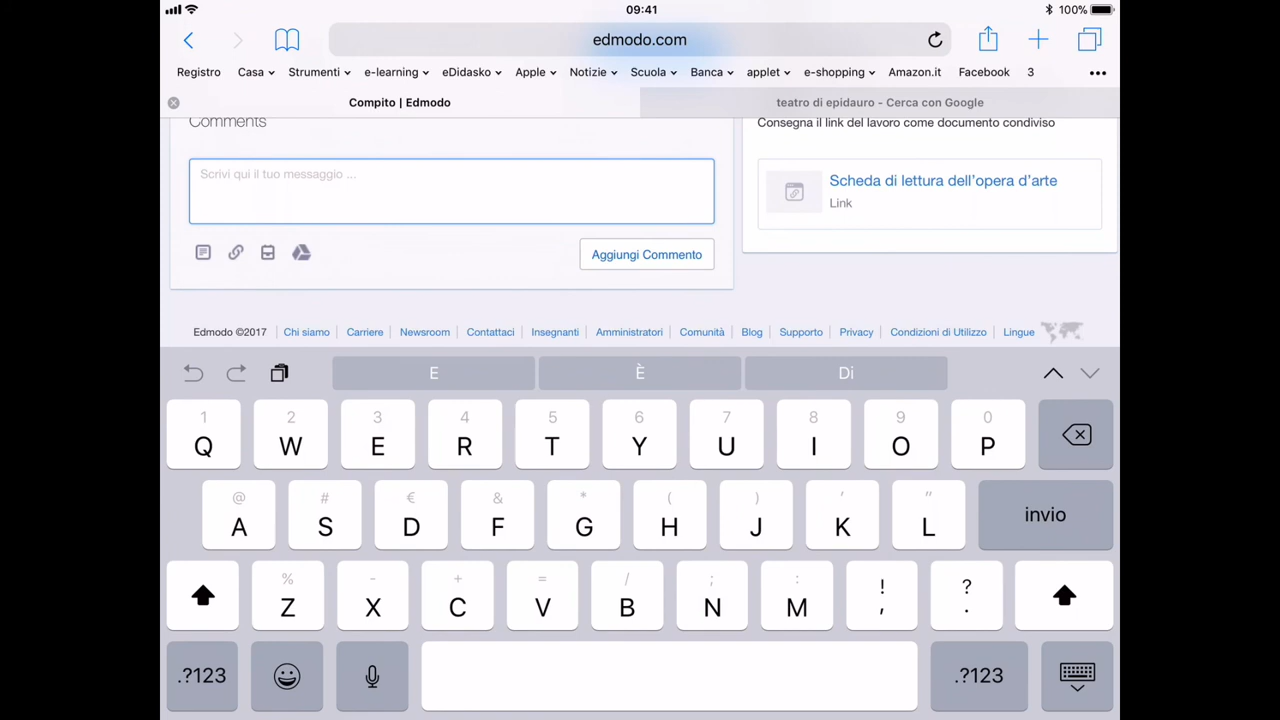 09:41
100%
edmodo.com
Registro Casa Strumenti e-learning eDidasko Apple Notizie Scuola Banca applet e-shopping Amazon.it Facebook 3 •••
Compito | Edmodo
teatro di epidauro - Cerca con Google
Comments
Consegna il link del lavoro come documento condiviso
Scrivi qui il tuo messaggio ...
Scheda di lettura dell'opera d'arte
Link
Aggiungi Commento
Edmodo ©2017 | Chi siamo | Carriere | Newsroom | Contattaci | Insegnanti | Amministratori | Comunità | Blog | Supporto | Privacy | Condizioni di Utilizzo | Lingue
E È Di
1 2 3 4 5 6 7 8 9 0
Q W E R T Y U I O P
@ # € & * ( ) ' "
A S D F G H J K L invio
% - + = / ; : ! ?
Z X C V B N M , .
.?123 .?123